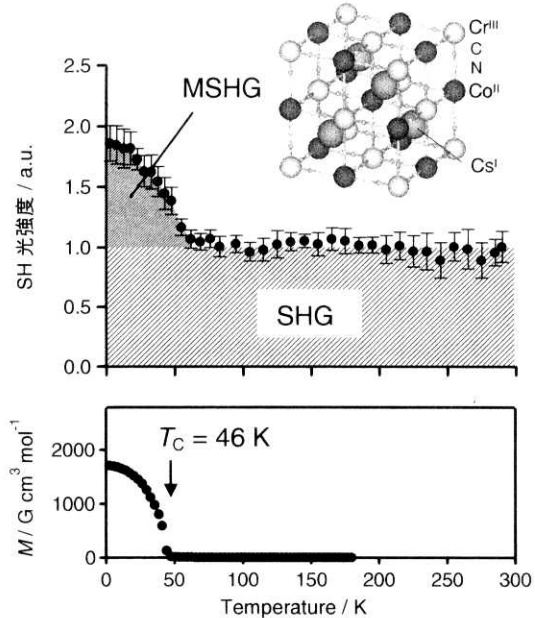 Cr^III
C
N
Co^II
Cs^I
MSHG
SHG
SH 光強度 / a.u.
2.5
2.0
1.5
1.0
0.5
0.0
T_C = 46 K
M / G cm^3 mol^-1
2000
1000
0
0
50
100
150
200
250
300
Temperature / K